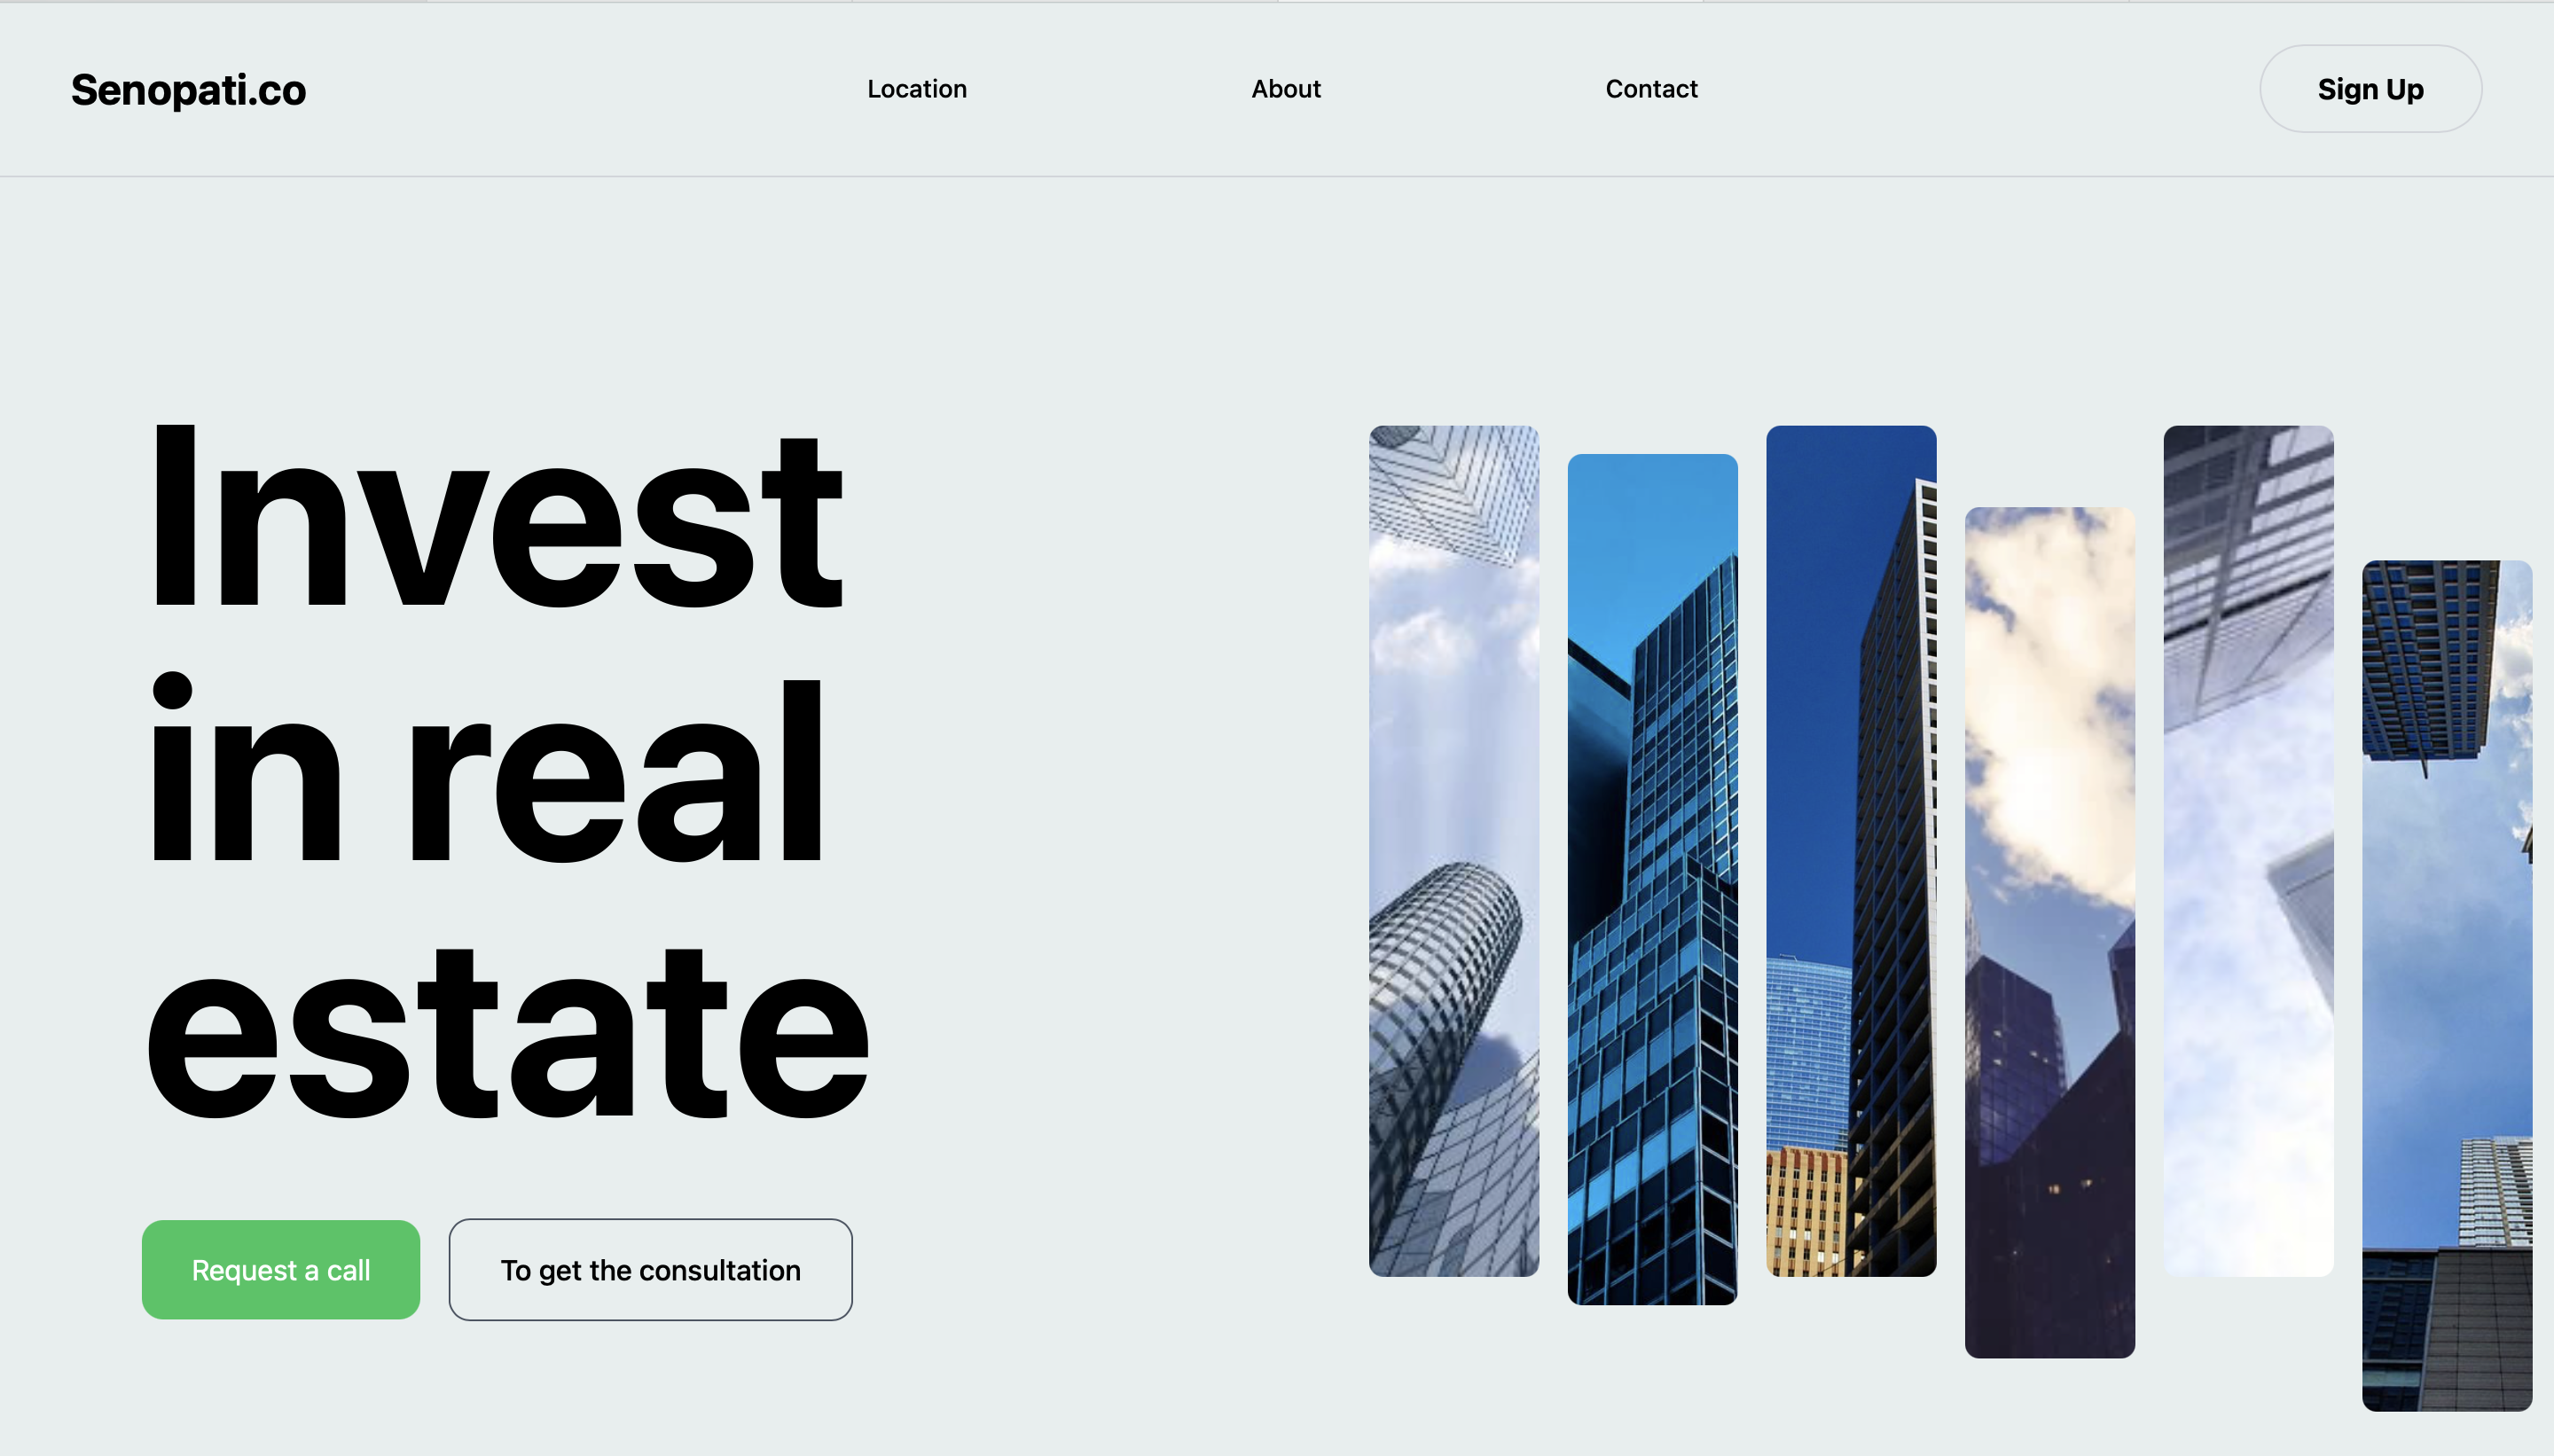 Senopati.co
Location
About
Contact
Sign Up
Invest
in real
estate
Request a call
To get the consultation